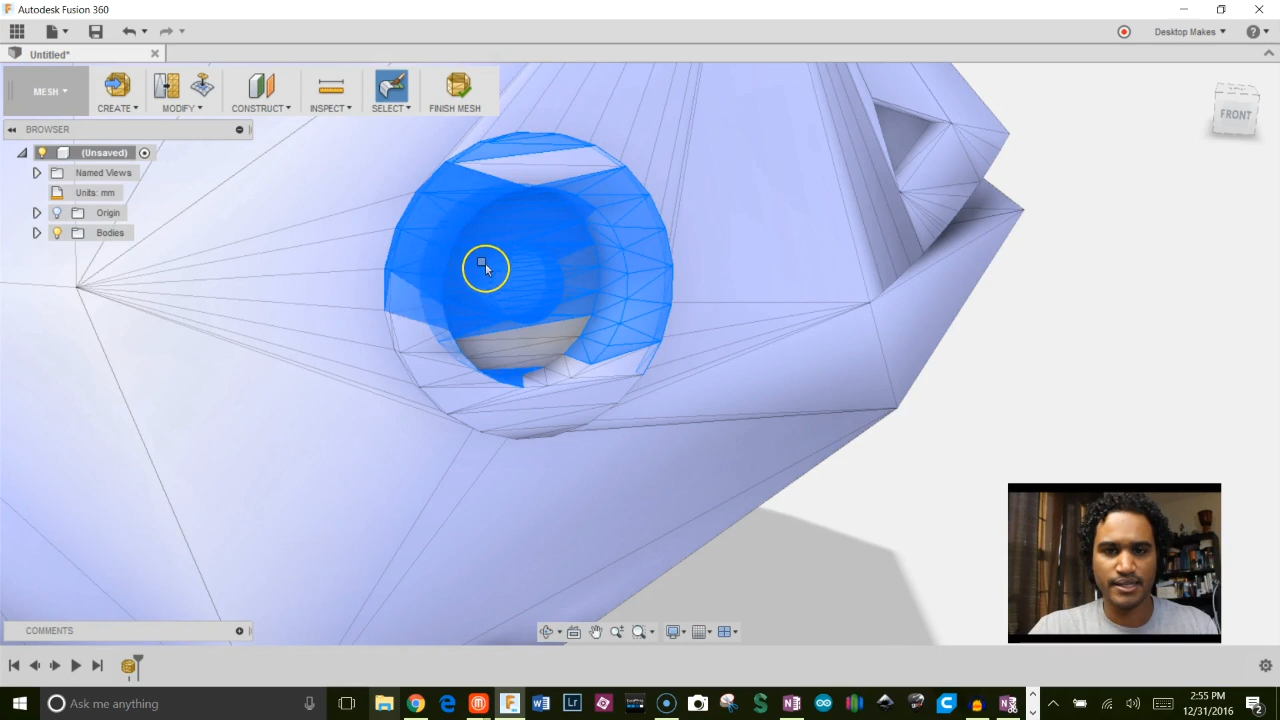 Autodesk Fusion 360
Desktop Makes
Untitled*
MESH
CREATE
MODIFY
CONSTRUCT
INSPECT
SELECT
FINISH MESH
FRONT
BROWSER
(Unsaved)
Named Views
Units: mm
Origin
Bodies
COMMENTS
Ask me anything
2:55 PM
12/31/2016